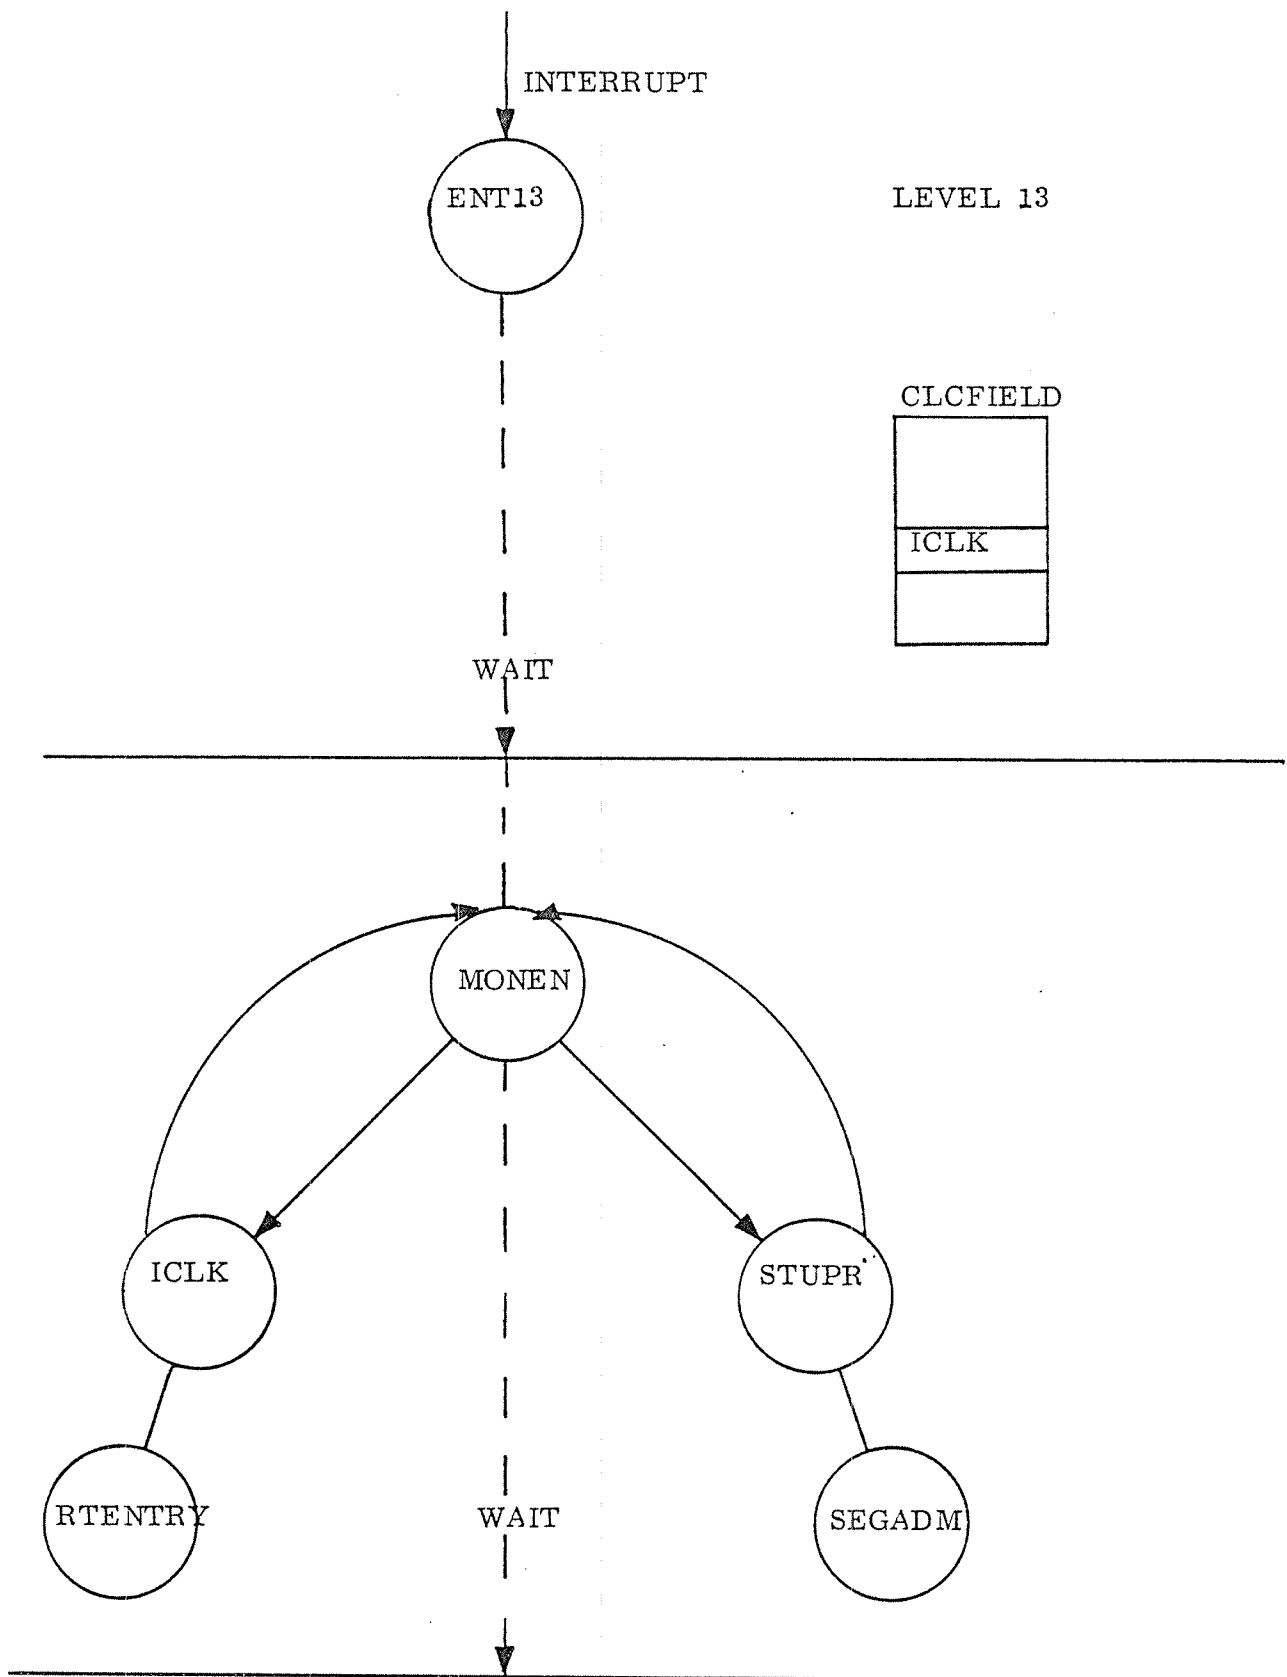 INTERRUPT
ENT13
LEVEL 13
CLCFIELD
ICLK
WAIT
MONEN
ICLK
STUPR
RTENTRY
WAIT
SEGADM